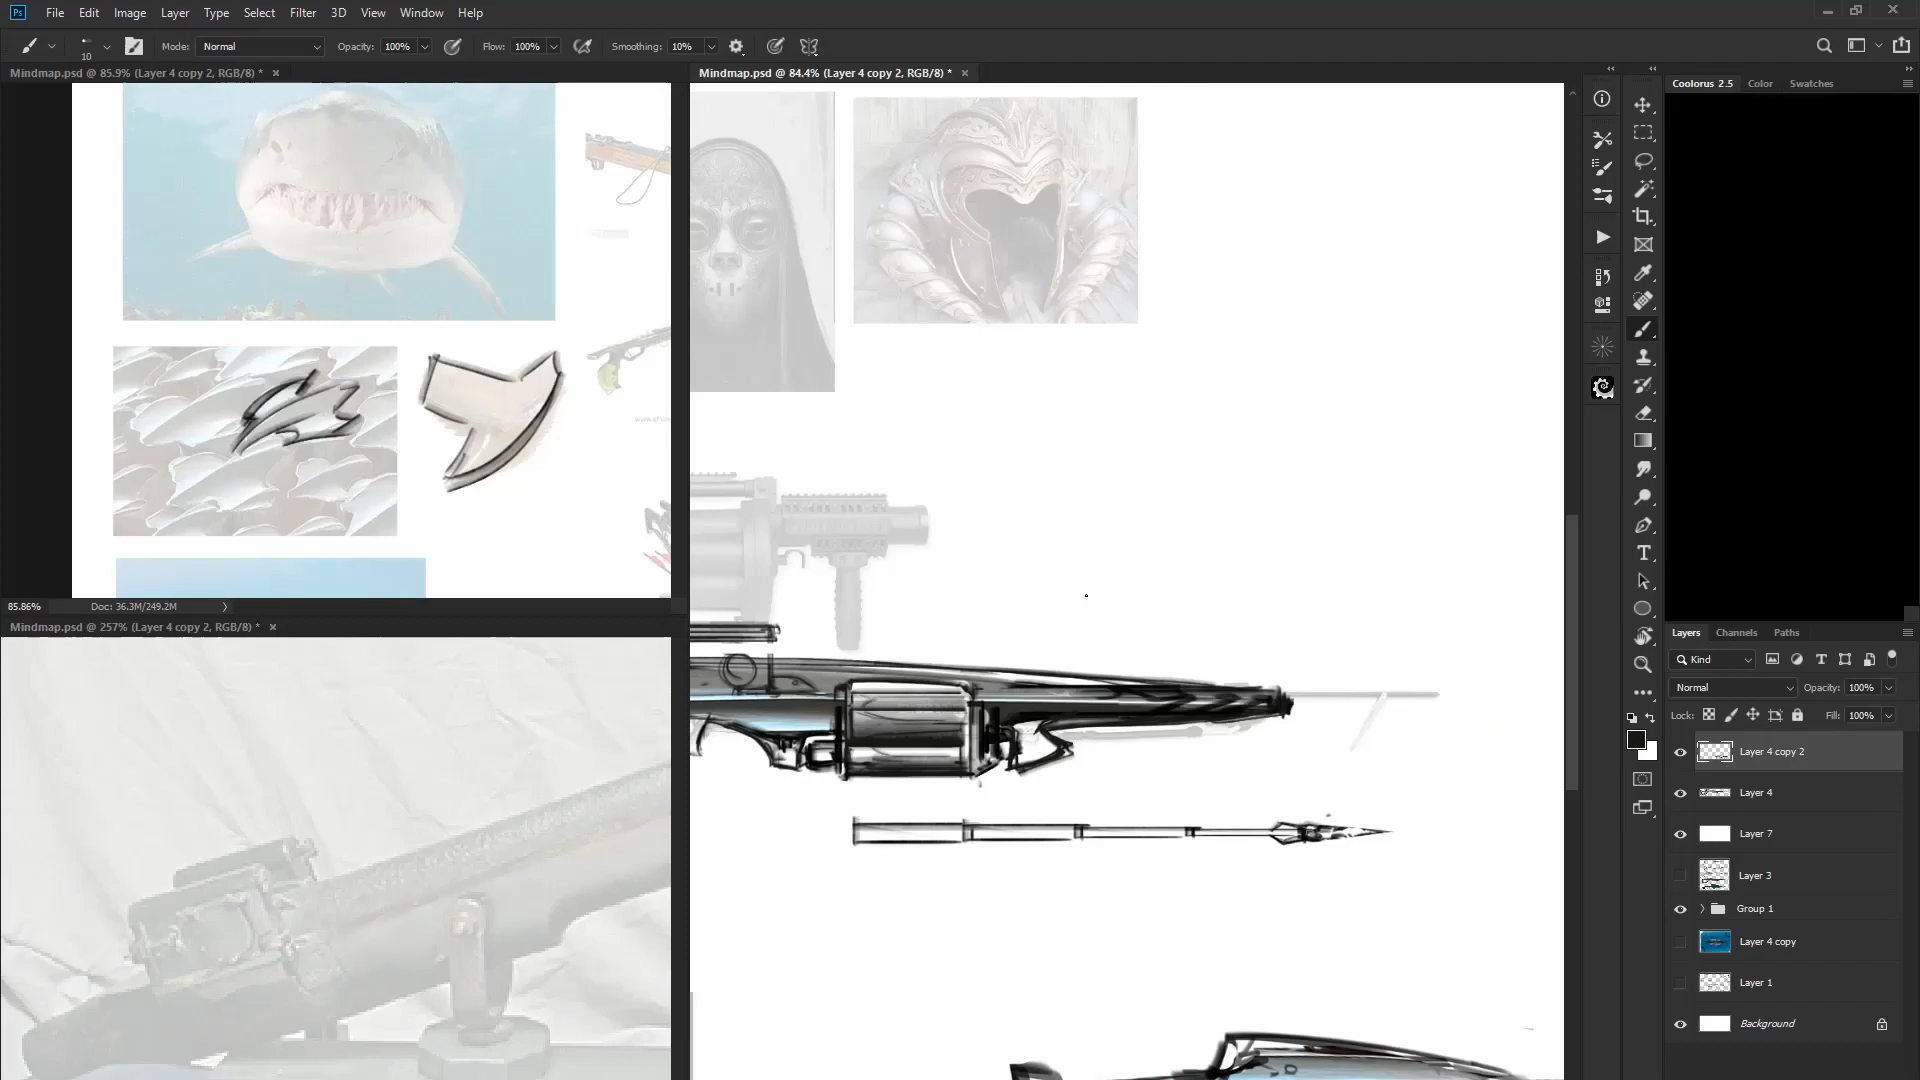 Ps File Edit Image Layer Type Select Filter 3D View Window Help
10 Mode: Normal Opacity: 100% Flow: 100% Smoothing: 10%
Mindmap.psd @ 85.9% (Layer 4 copy 2, RGB/8) *
Mindmap.psd @ 84.4% (Layer 4 copy 2, RGB/8) *
Coolorus 2.5 Color Swatches
85.86% Doc: 36.3M/249.2M
Mindmap.psd @ 257% (Layer 4 copy 2, RGB/8) *
Layers Channels Paths
Kind
Normal Opacity: 100%
Lock: Fill: 100%
Layer 4 copy 2
Layer 4
Layer 7
Layer 3
Group 1
Layer 4 copy
Layer 1
Background